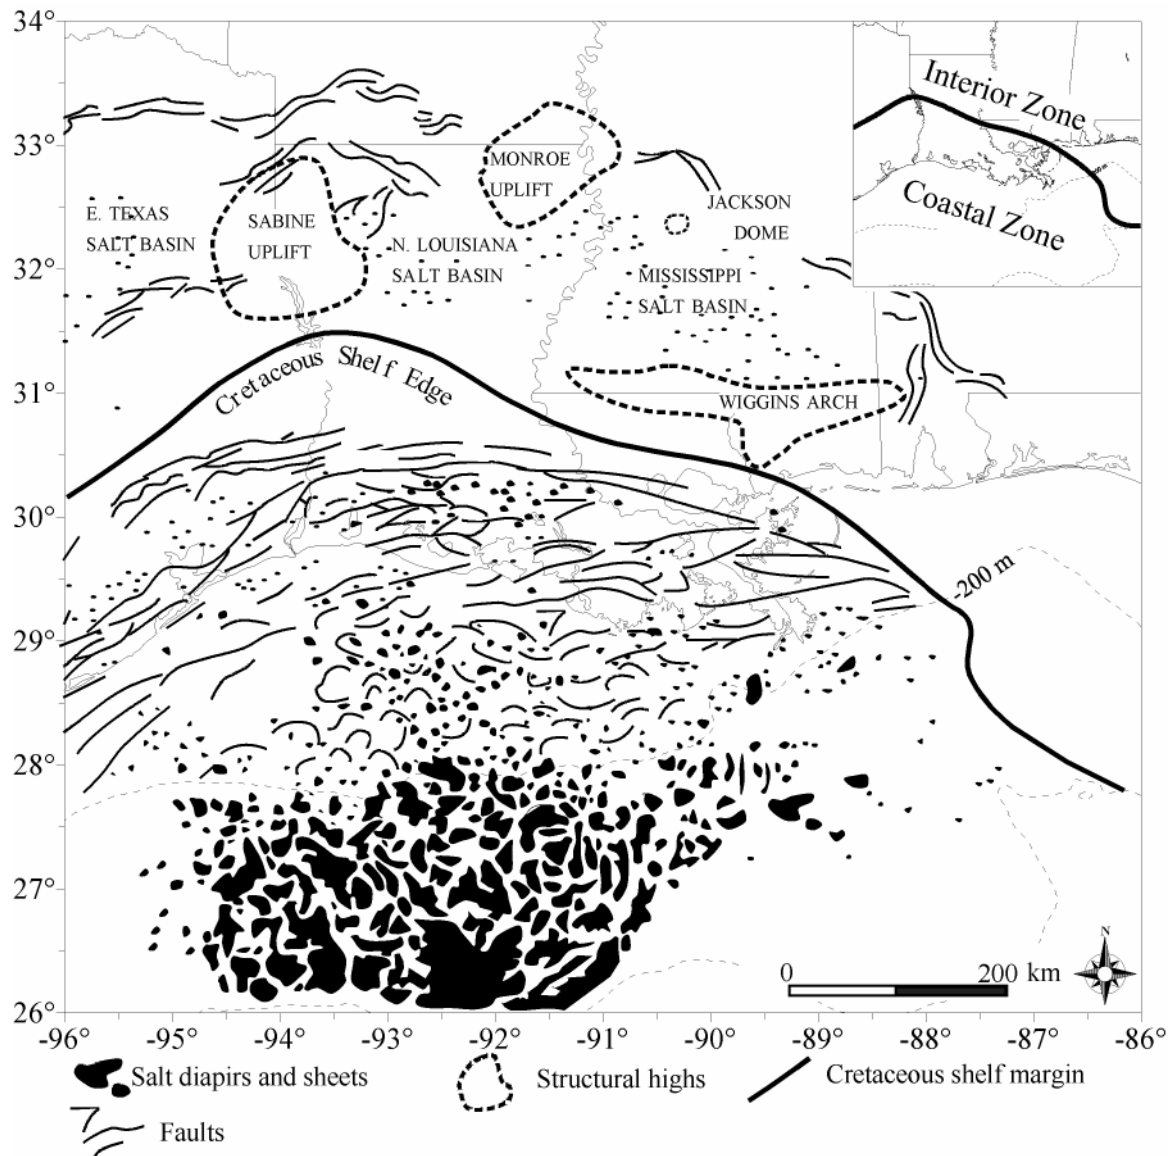 34°
33°
32°
31°
30°
29°
28°
27°
26°
Interior Zone
Coastal Zone
MONROE
UPLIFT
E. TEXAS
SALT BASIN
SABINE
UPLIFT
N. LOUISIANA
SALT BASIN
JACKSON
DOME
MISSISSIPPI
SALT BASIN
Cretaceous Shelf Edge
WIGGINS ARCH
-200 m
N
0 200 km
-96 -95° -94° -93° -92° -91° -90° -89° -88° -87° -86°
Salt diapirs and sheets
Structural highs
Cretaceous shelf margin
Faults